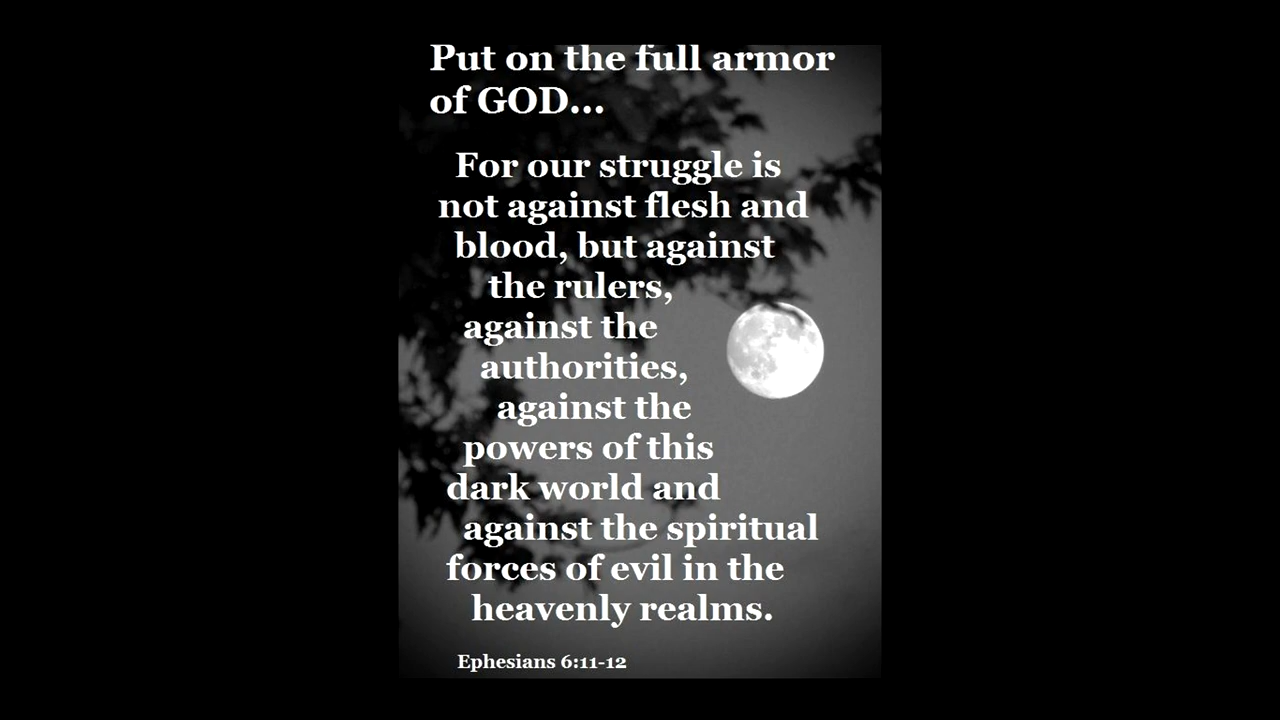 Put on the full armor
of GOD...
For our struggle is
not against flesh and
blood, but against
the rulers,
against the
authorities,
against the
powers of this
dark world and
against the spiritual
forces of evil in the
heavenly realms.
Ephesians 6:11-12